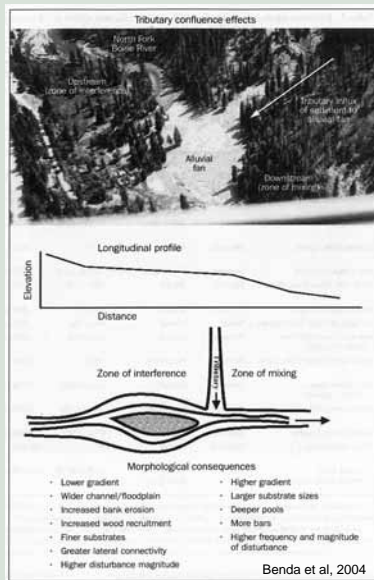 Tributary confluence effects
North Fork
Boise River
Upstream
(zone of interference)
Tributary influx
of sediment to
alluvial fan
Alluvial
fan
Downstream
(zone of mixing)
Longitudinal profile
Elevation
Distance
Zone of interference
Zone of mixing
Tributary
Morphological consequences
· Lower gradient
· Wider channel/floodplain
· Increased bank erosion
· Increased wood recruitment
· Finer substrates
· Greater lateral connectivity
· Higher disturbance magnitude
· Higher gradient
· Larger substrate sizes
· Deeper pools
· More bars
· Higher frequency and magnitude
of disturbance
Benda et al, 2004